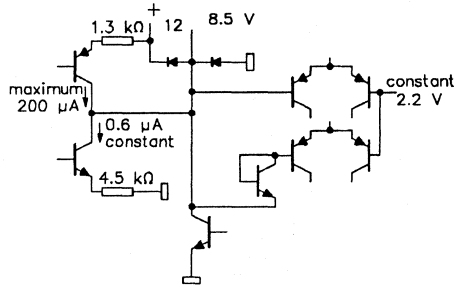 +
12
8.5 V
1.3 kΩ
maximum
200 μA
0.6 μA
constant
4.5 kΩ
constant
2.2 V